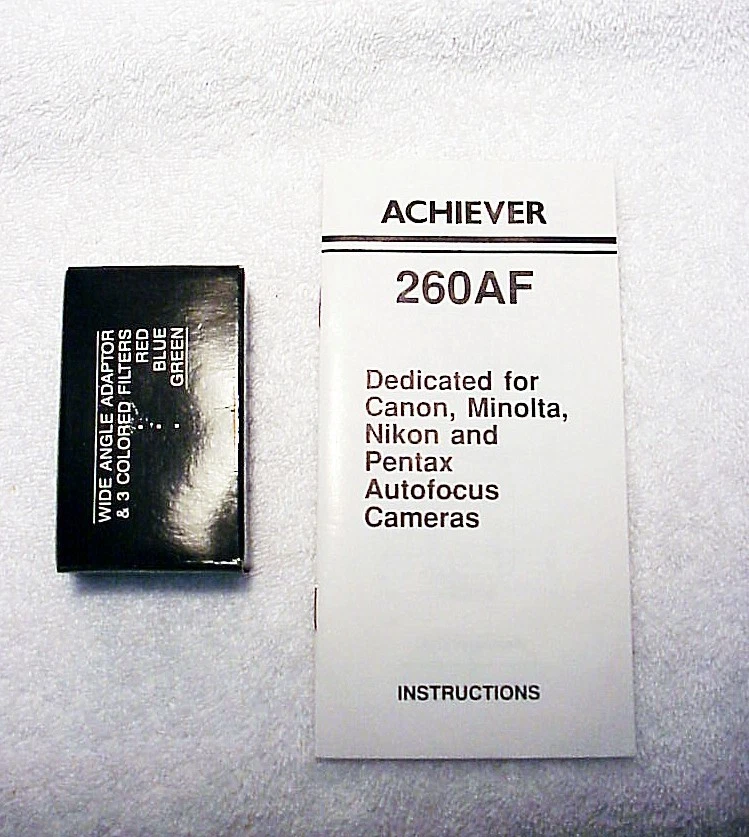 WIDE ANGLE ADAPTOR
& 3 COLORED FILTERS
RED
BLUE
GREEN
ACHIEVER
260AF
Dedicated for
Canon, Minolta,
Nikon and
Pentax
Autofocus
Cameras
INSTRUCTIONS